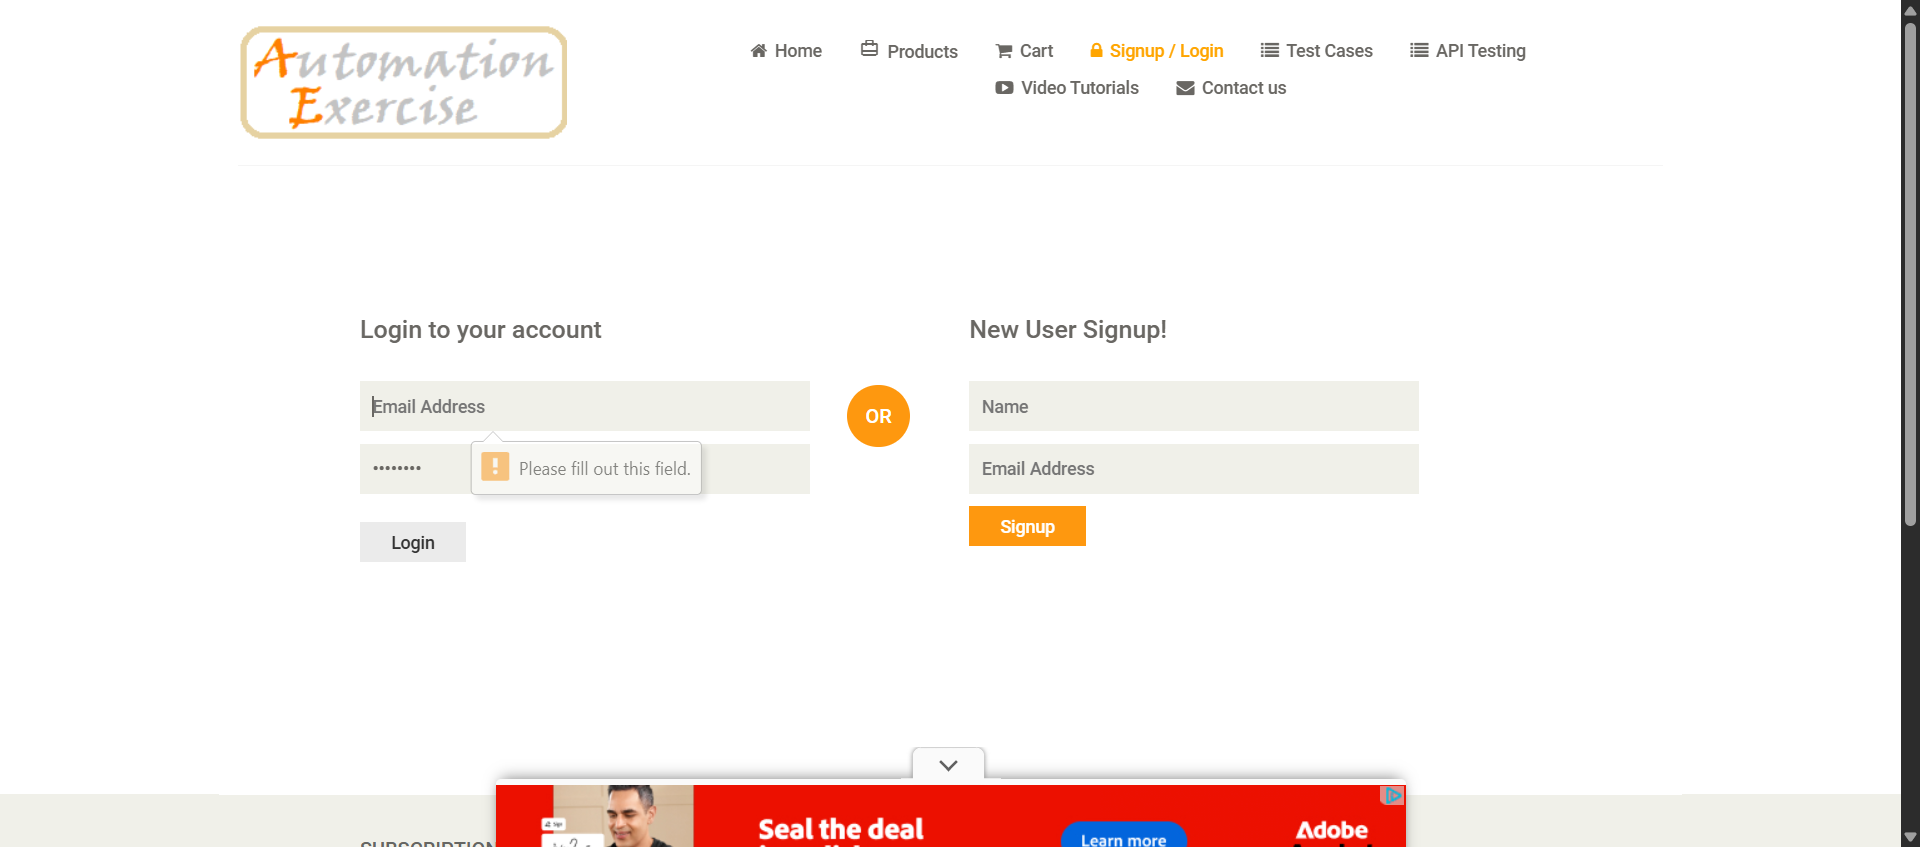 Automation
Exercise
Home
Products
Cart
Signup / Login
Test Cases
API Testing
Video Tutorials
Contact us
Login to your account
Email Address
••••••••
Please fill out this field.
Login
OR
New User Signup!
Name
Email Address
Signup
SUBSCRIPTION
Sign
Seal the deal
Learn more
Adobe